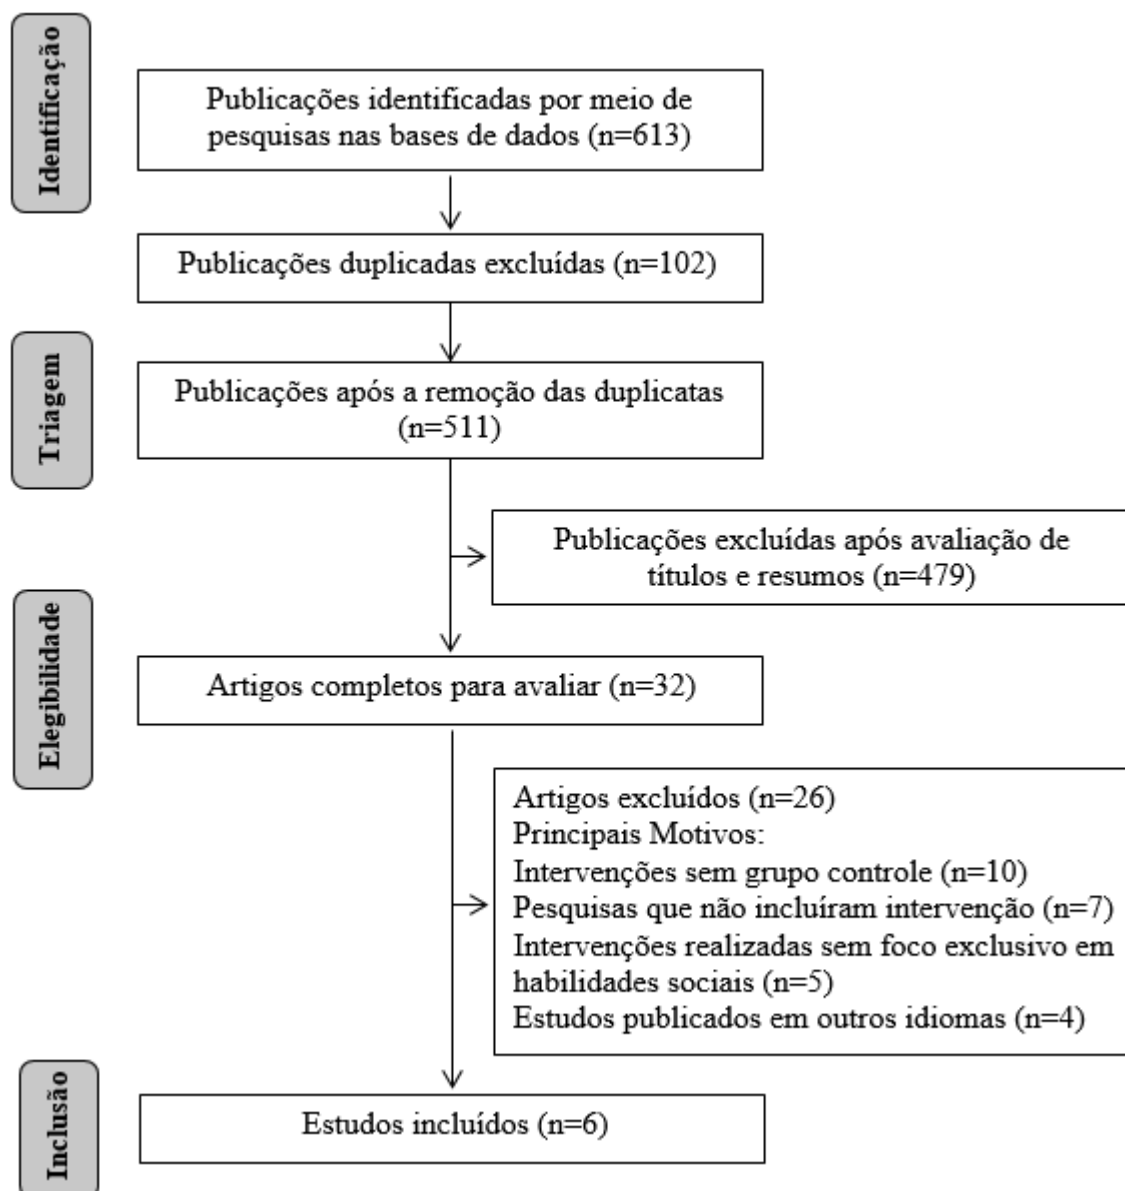 Identificação
Publicações identificadas por meio de
pesquisas nas bases de dados (n=613)
Publicações duplicadas excluídas (n=102)
Triagem
Publicações após a remoção das duplicatas
(n=511)
Publicações excluídas após avaliação de
títulos e resumos (n=479)
Elegibilidade
Artigos completos para avaliar (n=32)
Artigos excluídos (n=26)
Principais Motivos:
Intervenções sem grupo controle (n=10)
Pesquisas que não incluíram intervenção (n=7)
Intervenções realizadas sem foco exclusivo em
habilidades sociais (n=5)
Estudos publicados em outros idiomas (n=4)
Inclusão
Estudos incluídos (n=6)